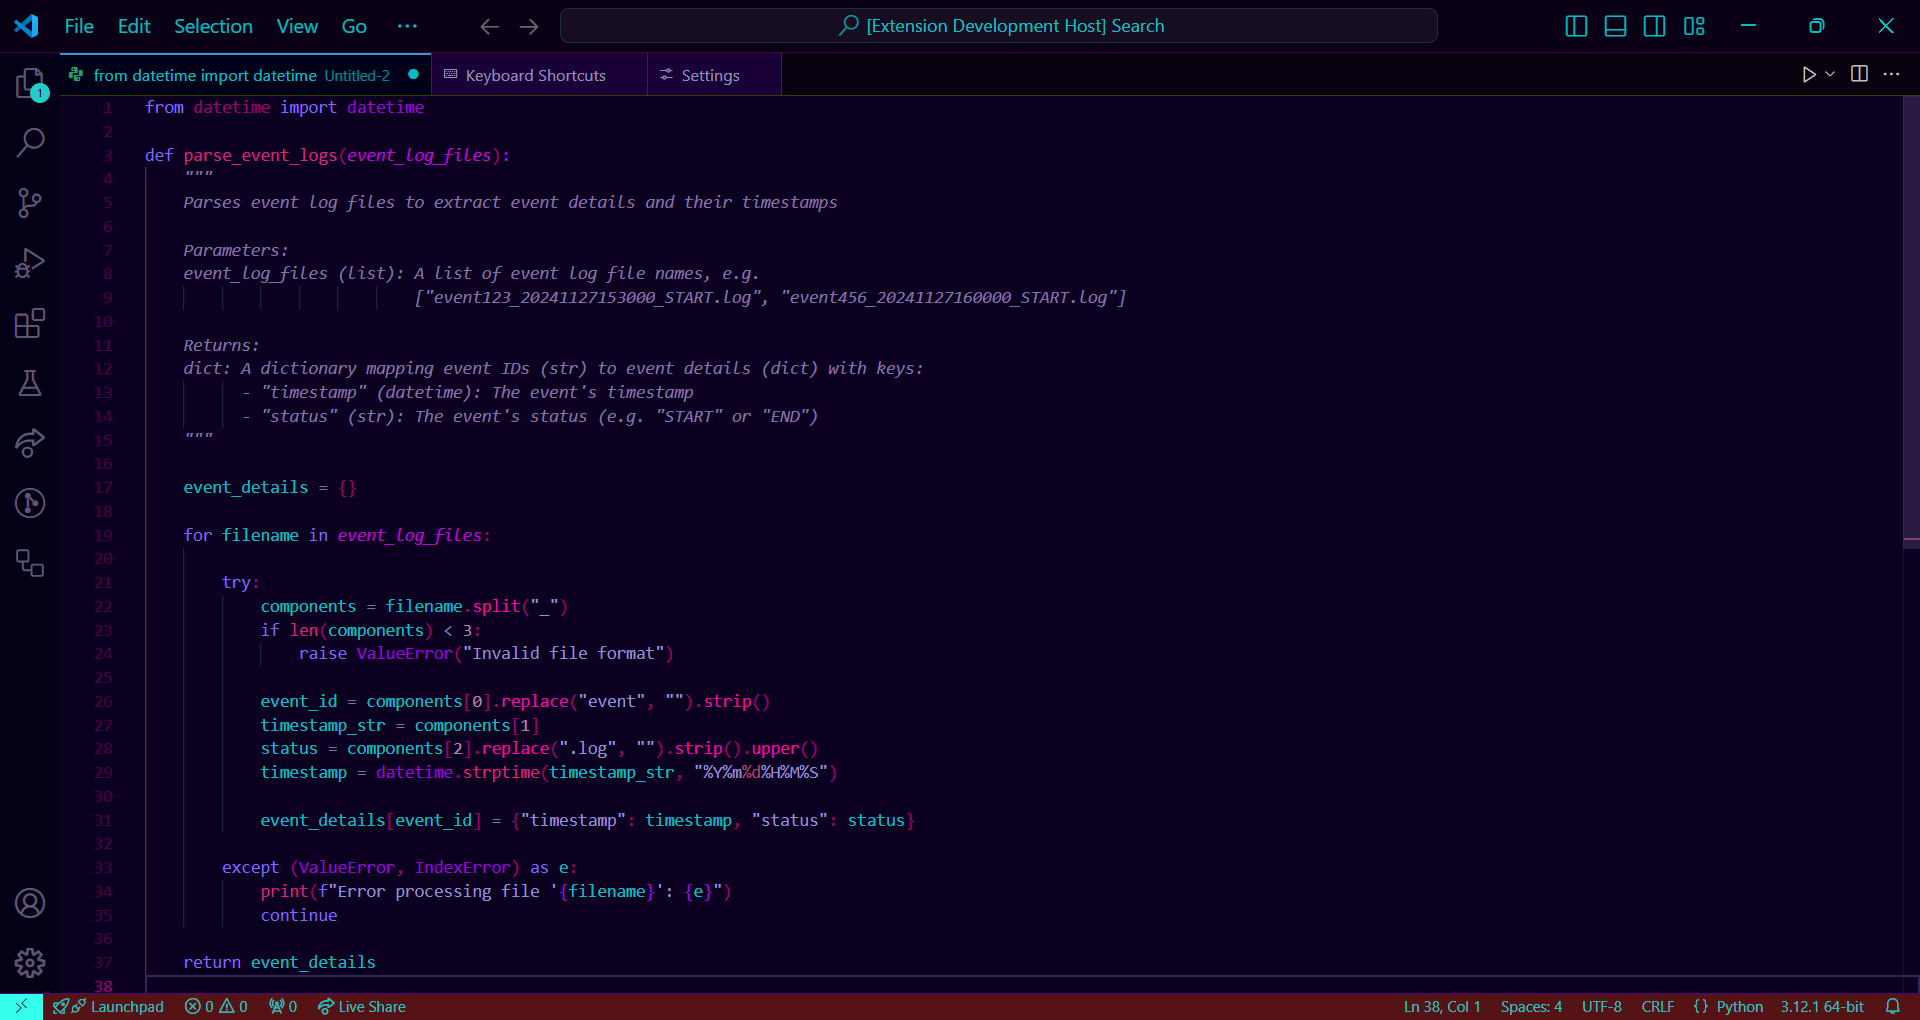 File Edit Selection View Go ··· [Extension Development Host] Search
from datetime import datetime Untitled-2 Keyboard Shortcuts Settings
1
1 from datetime import datetime
2
3 def parse_event_logs(event_log_files):
4 """
5 Parses event log files to extract event details and their timestamps
6
7 Parameters:
8 event_log_files (list): A list of event log file names, e.g.
9 ["event123_20241127153000_START.log", "event456_20241127160000_START.log"]
10
11 Returns:
12 dict: A dictionary mapping event IDs (str) to event details (dict) with keys:
13 - "timestamp" (datetime): The event's timestamp
14 - "status" (str): The event's status (e.g. "START" or "END")
15 """
16
17 event_details = {}
18
19 for filename in event_log_files:
20
21 try:
22 components = filename.split("_")
23 if len(components) < 3:
24 raise ValueError("Invalid file format")
25
26 event_id = components[0].replace("event", "").strip()
27 timestamp_str = components[1]
28 status = components[2].replace(".log", "").strip().upper()
29 timestamp = datetime.strptime(timestamp_str, "%Y%m%d%H%M%S")
30
31 event_details[event_id] = {"timestamp": timestamp, "status": status}
32
33 except (ValueError, IndexError) as e:
34 print(f"Error processing file '{filename}': {e}")
35 continue
36
37 return event_details
38
Launchpad 0 0 0 Live Share Ln 38, Col 1 Spaces: 4 UTF-8 CRLF {} Python 3.12.1 64-bit